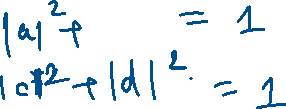 |a|² + = 1
|c|² + |d|² = 1